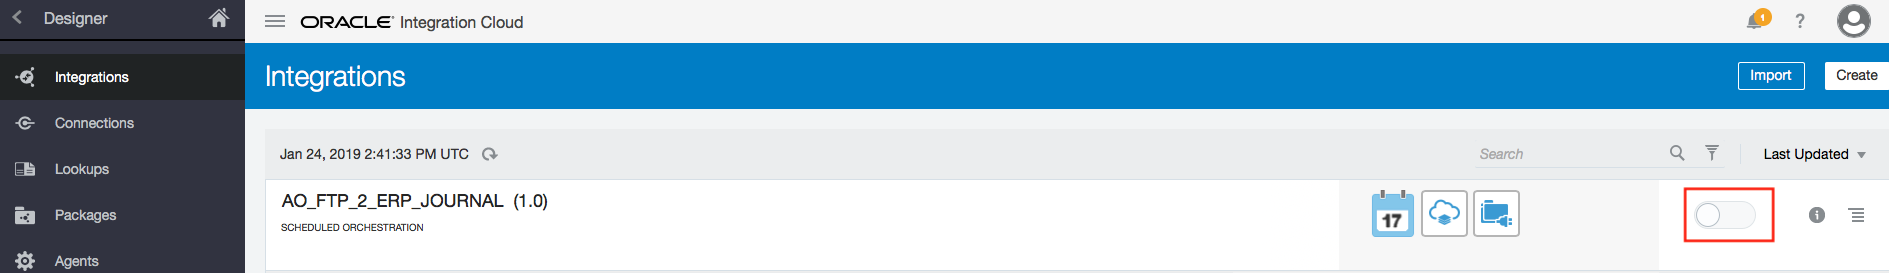 Designer
Integrations
Connections
Lookups
Packages
Agents
ORACLE® Integration Cloud
1
?
Integrations
Import
Create
Jan 24, 2019 2:41:33 PM UTC
Search
Last Updated
AO_FTP_2_ERP_JOURNAL (1.0)
SCHEDULED ORCHESTRATION
17
i